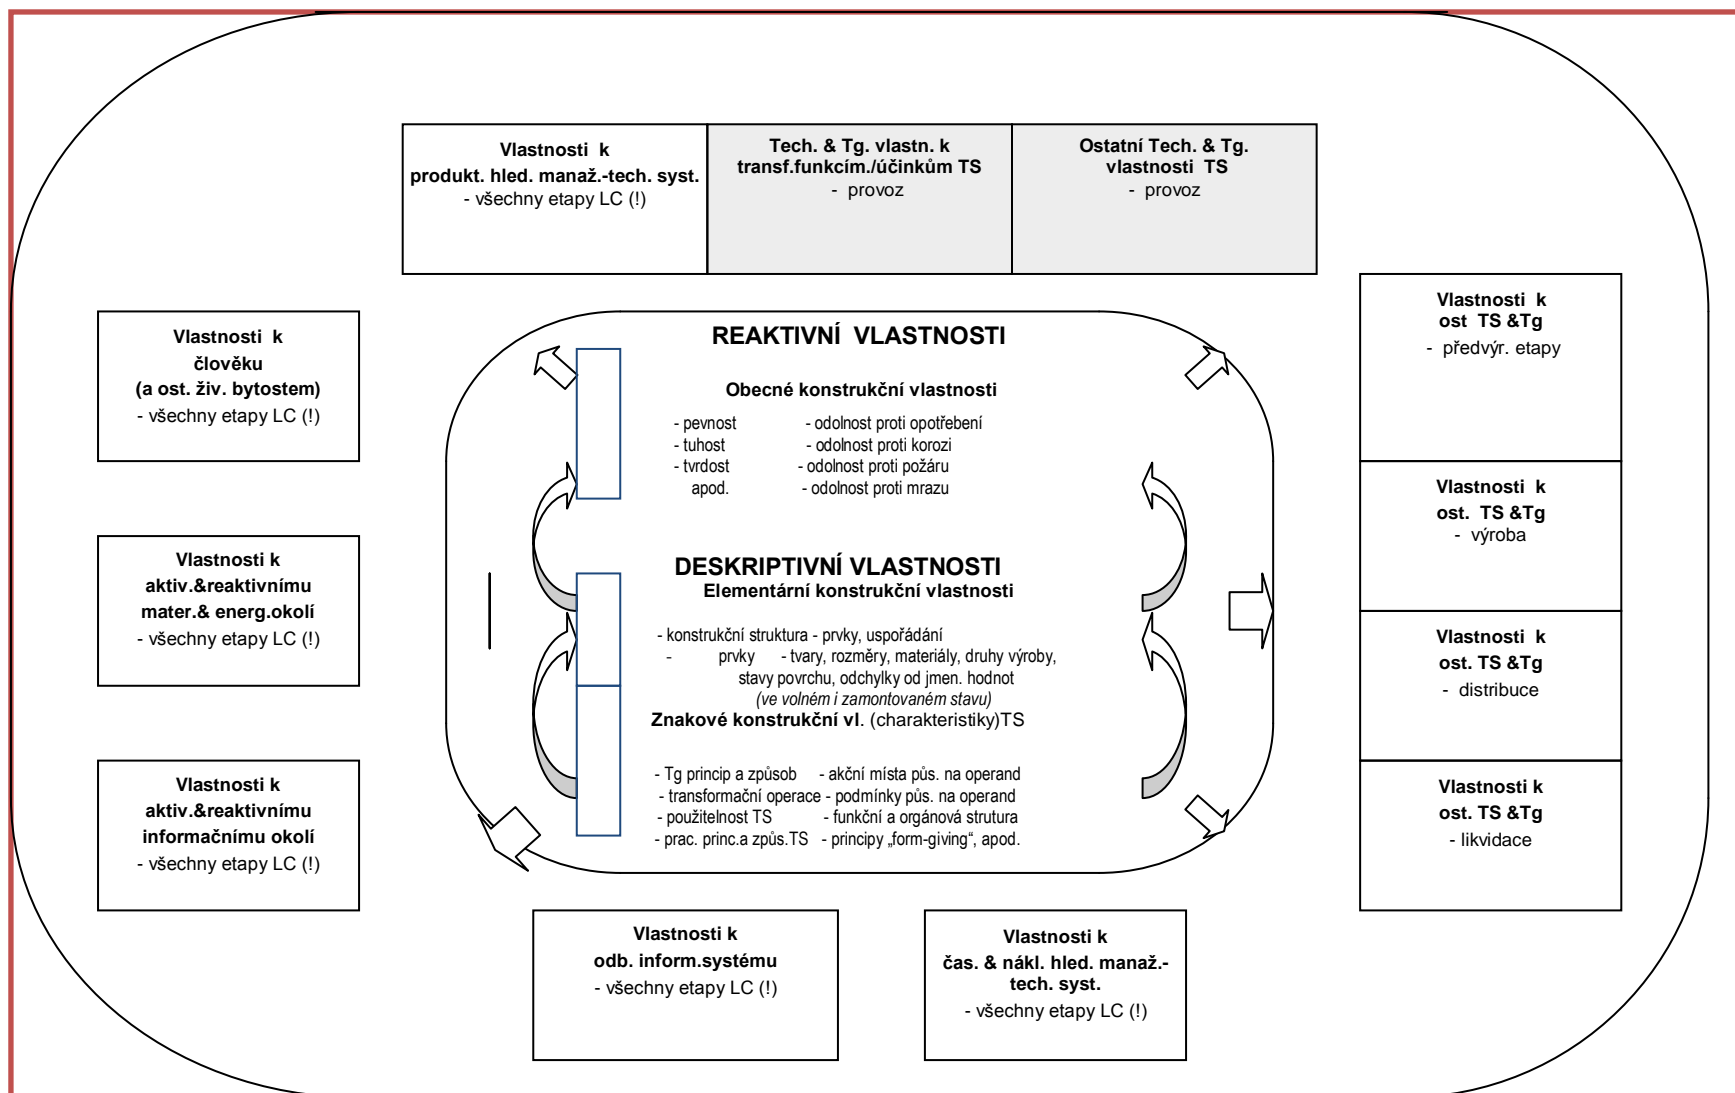 Vlastnosti k
produkt. hled. manaž.-tech. syst.
- všechny etapy LC (!)
Tech. & Tg. vlastn. k
transf.funkcím./účinkům TS
- provoz
Ostatní Tech. & Tg.
vlastnosti TS
- provoz
Vlastnosti k
člověku
(a ost. živ. bytostem)
- všechny etapy LC (!)
Vlastnosti k
aktiv.&reaktivnímu
mater.& energ.okolí
- všechny etapy LC (!)
Vlastnosti k
aktiv.&reaktivnímu
informačnímu okolí
- všechny etapy LC (!)
REAKTIVNÍ VLASTNOSTI
Obecné konstrukční vlastnosti
- pevnost - odolnost proti opotřebení
- tuhost - odolnost proti korozi
- tvrdost - odolnost proti požáru
apod. - odolnost proti mrazu
DESKRIPTIVNÍ VLASTNOSTI
Elementární konstrukční vlastnosti
- konstrukční struktura - prvky, uspořádání
- prvky - tvary, rozměry, materiály, druhy výroby,
stavy povrchu, odchylky od jmen. hodnot
(ve volném i zamontovaném stavu)
Znakové konstrukční vl. (charakteristiky)TS
- Tg princip a způsob - akční místa půs. na operand
- transformační operace - podmínky půs. na operand
- použitelnost TS - funkční a orgánová strutura
- prac. princ.a způs.TS - principy „form-giving“, apod.
Vlastnosti k
ost TS &Tg
- předvýr. etapy
Vlastnosti k
ost. TS &Tg
- výroba
Vlastnosti k
ost. TS &Tg
- distribuce
Vlastnosti k
ost. TS &Tg
- likvidace
Vlastnosti k
odb. inform.systému
- všechny etapy LC (!)
Vlastnosti k
čas. & nákl. hled. manaž.-
tech. syst.
- všechny etapy LC (!)